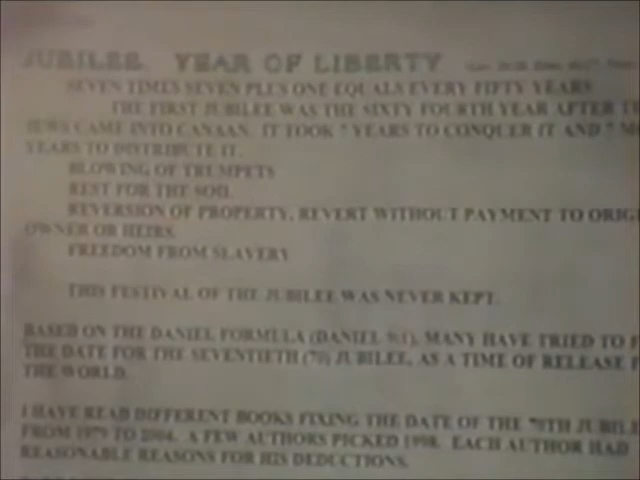 JUBILEE. YEAR OF LIBERTY
SEVEN TIMES SEVEN PLUS ONE EQUALS EVERY FIFTY YEARS
THE FIRST JUBILEE WAS THE SIXTY FOURTH YEAR AFTER
JEWS CAME INTO CANAAN. IT TOOK 7 YEARS TO CONQUER IT AND 7
YEARS TO DISTRIBUTE IT.
BLOWING OF TRUMPETS
REST FOR THE SOIL
REVERSION OF PROPERTY, REVERT WITHOUT PAYMENT TO ORIG
OWNER OR HEIRS.
FREEDOM FROM SLAVERY
THIS FESTIVAL OF THE JUBILEE WAS NEVER KEPT.
BASED ON THE DANIEL FORMULA (DANIEL 9:1), MANY HAVE TRIED TO F
THE DATE FOR THE SEVENTIETH (70) JUBILEE, AS A TIME OF RELEASE F
THE WORLD.
I HAVE READ DIFFERENT BOOKS FIXING THE DATE OF THE 70TH JUBILE
FROM 1979 TO 2004. A FEW AUTHORS PICKED 1998. EACH AUTHOR HAD
REASONABLE REASONS FOR HIS DEDUCTIONS.